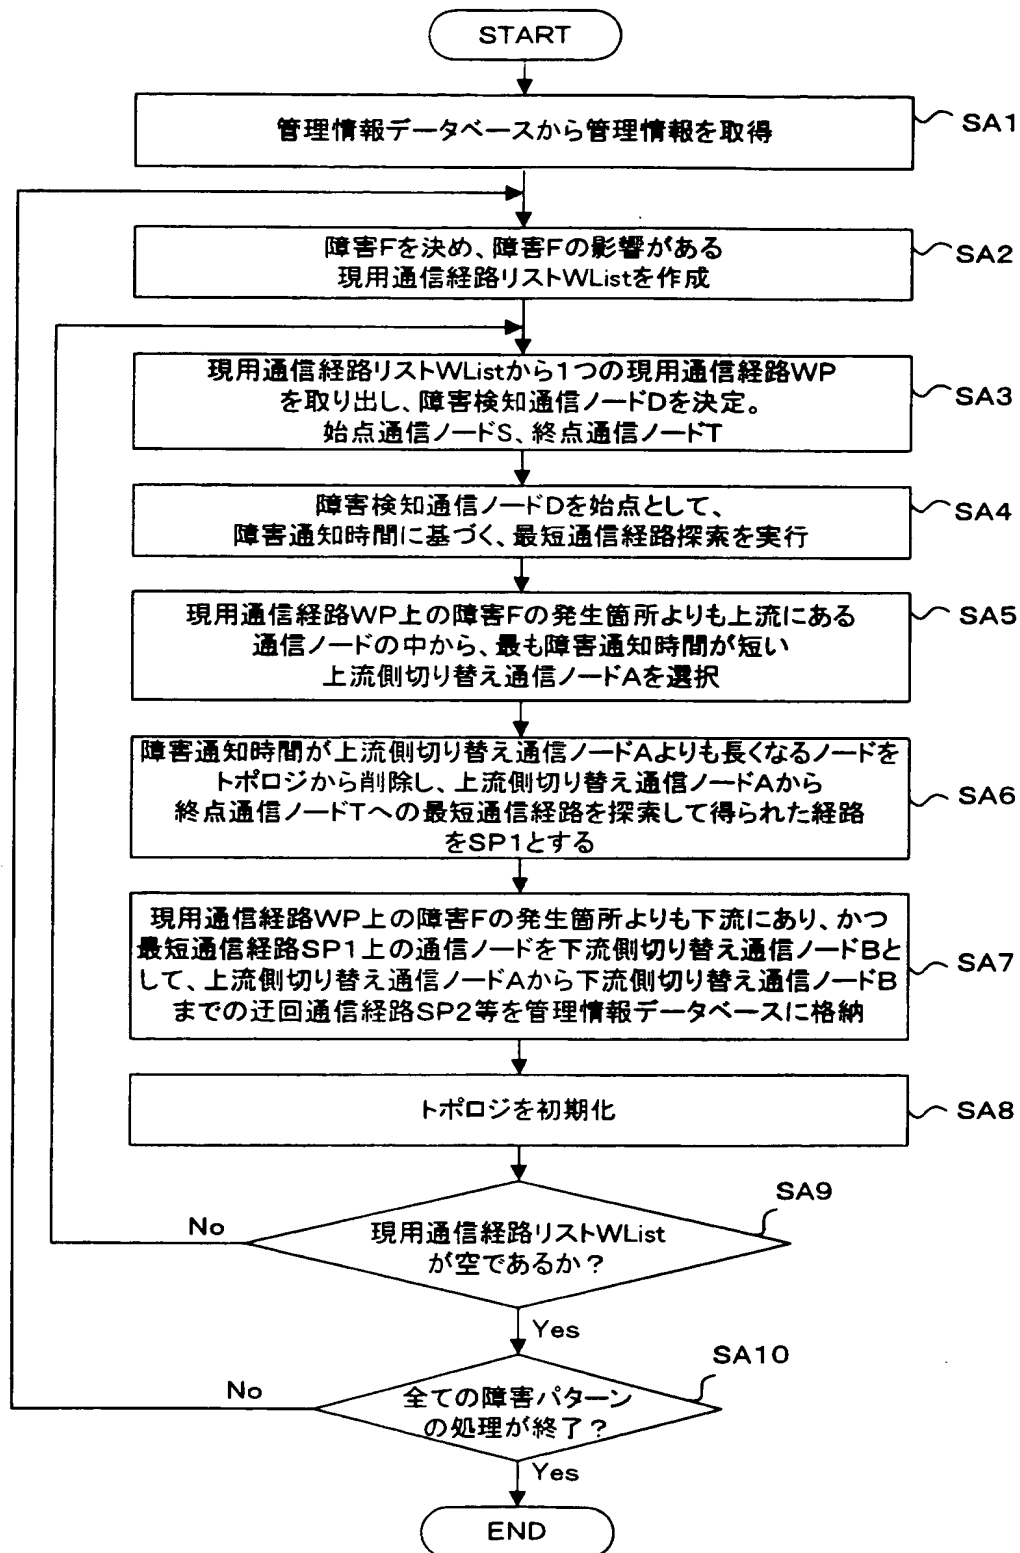 START
管理情報データベースから管理情報を取得
SA1
障害Fを決め、障害Fの影響がある
現用通信経路リストWListを作成
SA2
現用通信経路リストWListから1つの現用通信経路WP
を取り出し、障害検知通信ノードDを決定。
始点通信ノードS、終点通信ノードT
SA3
障害検知通信ノードDを始点として、
障害通知時間に基づく、最短通信経路探索を実行
SA4
現用通信経路WP上の障害Fの発生箇所よりも上流にある
通信ノードの中から、最も障害通知時間が短い
上流側切り替え通信ノードAを選択
SA5
障害通知時間が上流側切り替え通信ノードAよりも長くなるノードを
トポロジから削除し、上流側切り替え通信ノードAから
終点通信ノードTへの最短通信経路を探索して得られた経路
をSP1とする
SA6
現用通信経路WP上の障害Fの発生箇所よりも下流にあり、かつ
最短通信経路SP1上の通信ノードを下流側切り替え通信ノードBと
して、上流側切り替え通信ノードAから下流側切り替え通信ノードB
までの迂回通信経路SP2等を管理情報データベースに格納
SA7
トポロジを初期化
SA8
SA9
No
現用通信経路リストWList
が空であるか？
Yes
SA10
No
全ての障害パターン
の処理が終了？
Yes
END